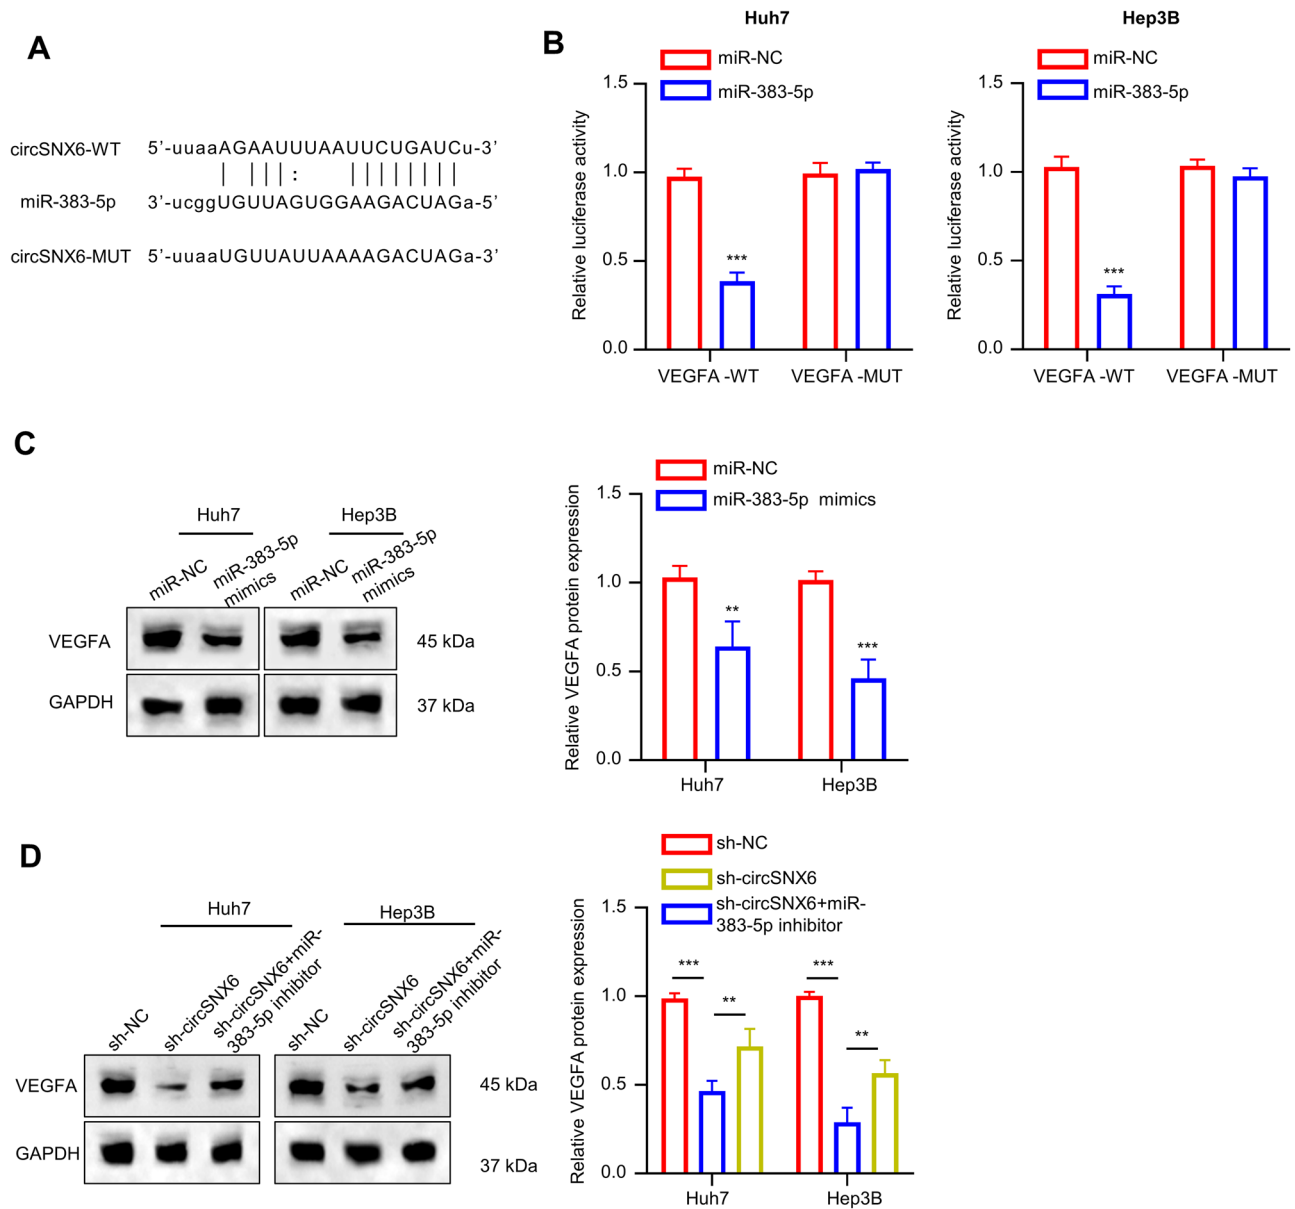 A
circSNX6-WT 5’-uuaaAGAAUUUAAUUCUGAUCu-3’
:
miR-383-5p 3’-ucggUGUUAGUGGAAGACUAGa-5’
circSNX6-MUT 5’-uuaaUGUUAUUAAAAGACUAGa-3’
B
Huh7
miR-NC
miR-383-5p
Relative luciferase activity
1.5
1.0
0.5
0.0
***
VEGFA -WT VEGFA -MUT
Hep3B
miR-NC
miR-383-5p
Relative luciferase activity
1.5
1.0
0.5
0.0
***
VEGFA -WT VEGFA -MUT
C
Huh7 Hep3B
miR-NC
miR-383-5p
mimics
miR-NC
miR-383-5p
mimics
VEGFA 45 kDa
GAPDH 37 kDa
miR-NC
miR-383-5p mimics
Relative VEGFA protein expression
1.5
1.0
0.5
0.0
**
***
Huh7 Hep3B
D
Huh7 Hep3B
sh-NC
sh-circSNX6
sh-circSNX6+miR-
383-5p inhibitor
sh-NC
sh-circSNX6
sh-circSNX6+miR-
383-5p inhibitor
VEGFA 45 kDa
GAPDH 37 kDa
sh-NC
sh-circSNX6
sh-circSNX6+miR-
383-5p inhibitor
Relative VEGFA protein expression
1.5
1.0
0.5
0.0
***
**
***
**
Huh7 Hep3B